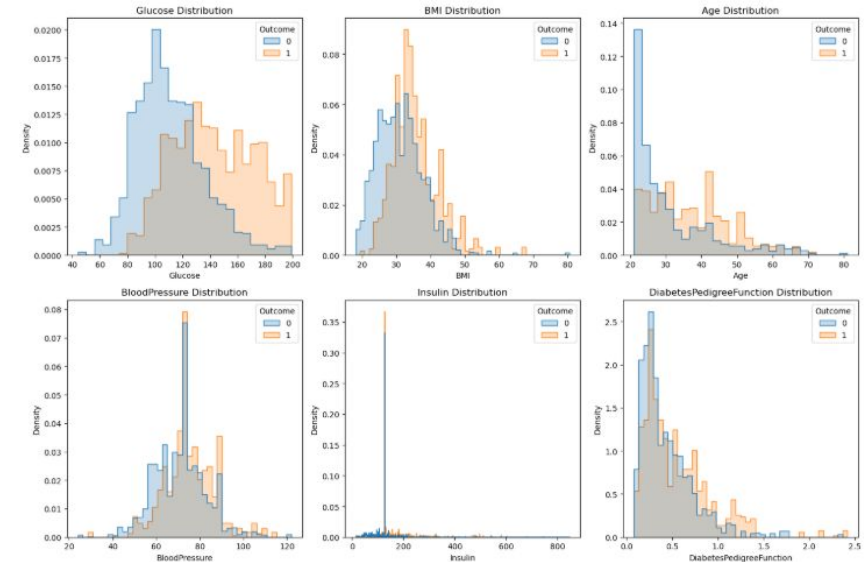 Glucose Distribution
Outcome
0
1
0.0200
0.0175
0.0150
0.0125
0.0100
0.0075
0.0050
0.0025
0.0000
Density
40 60 80 100 120 140 160 180 200
Glucose
BMI Distribution
Outcome
0
1
0.08
0.06
0.04
0.02
0.00
Density
20 30 40 50 60 70 80
BMI
Age Distribution
Outcome
0
1
0.14
0.12
0.10
0.08
0.06
0.04
0.02
0.00
Density
20 30 40 50 60 70 80
Age
BloodPressure Distribution
Outcome
0
1
0.08
0.07
0.06
0.05
0.04
0.03
0.02
0.01
0.00
Density
20 40 60 80 100 120
BloodPressure
Insulin Distribution
Outcome
0
1
0.35
0.30
0.25
0.20
0.15
0.10
0.05
0.00
Density
0 200 400 600 800
Insulin
DiabetesPedigreeFunction Distribution
Outcome
0
1
2.5
2.0
1.5
1.0
0.5
0.0
Density
0.0 0.5 1.0 1.5 2.0 2.5
DiabetesPedigreeFunction